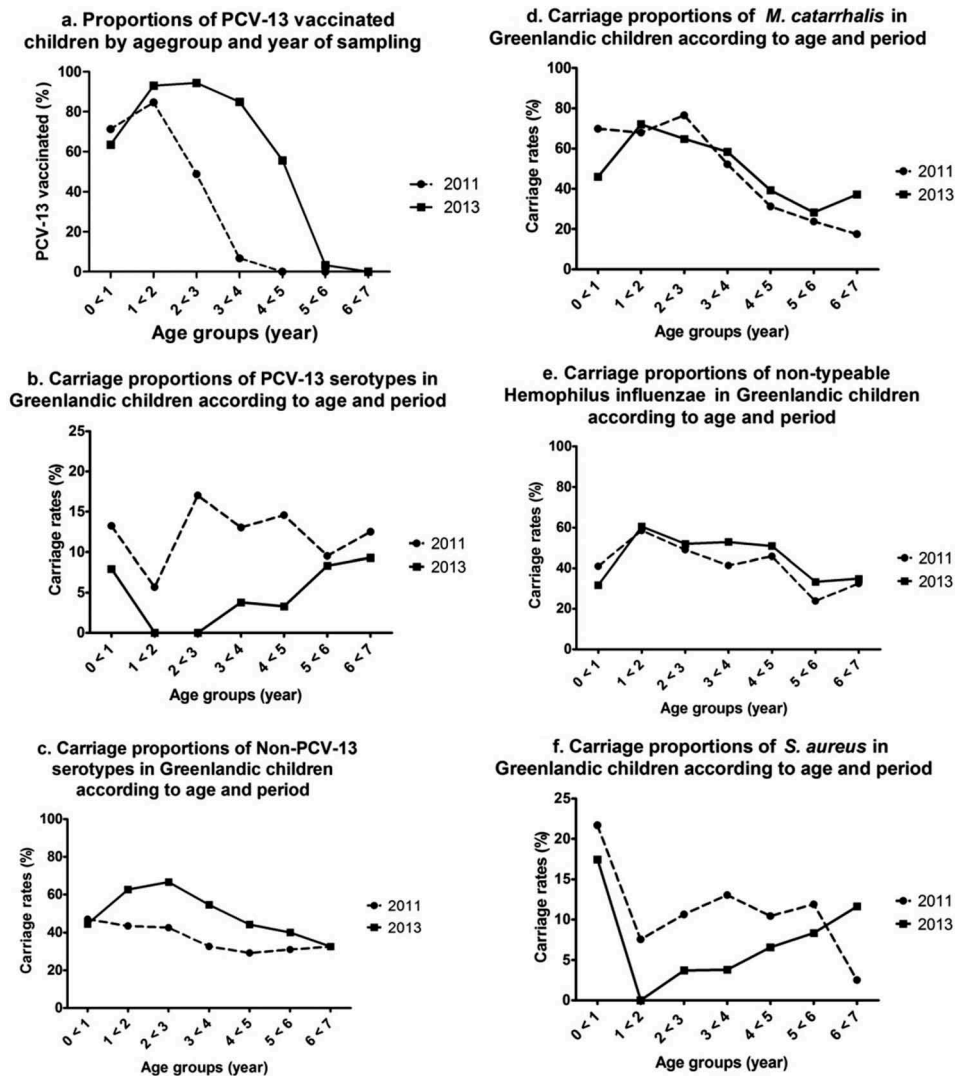 a. Proportions of PCV-13 vaccinated
children by agegroup and year of sampling
PCV-13 vaccinated (%)
100
80
60
40
20
0
0 < 1
1 < 2
2 < 3
3 < 4
4 < 5
5 < 6
6 < 7
Age groups (year)
2011
2013
b. Carriage proportions of PCV-13 serotypes in
Greenlandic children according to age and period
Carriage rates (%)
25
20
15
10
5
0
0 < 1
1 < 2
2 < 3
3 < 4
4 < 5
5 < 6
6 < 7
Age groups (year)
2011
2013
c. Carriage proportions of Non-PCV-13
serotypes in Greenlandic children
according to age and period
Carriage rates (%)
100
80
60
40
20
0
0 < 1
1 < 2
2 < 3
3 < 4
4 < 5
5 < 6
6 < 7
Age groups (year)
2011
2013
d. Carriage proportions of M. catarrhalis in
Greenlandic children according to age and period
Carriage rates (%)
100
80
60
40
20
0
0 < 1
1 < 2
2 < 3
3 < 4
4 < 5
5 < 6
6 < 7
Age groups (year)
2011
2013
e. Carriage proportions of non-typeable
Hemophilus influenzae in Greenlandic children
according to age and period
Carriage rates (%)
100
80
60
40
20
0
0 < 1
1 < 2
2 < 3
3 < 4
4 < 5
5 < 6
6 < 7
Age groups (year)
2011
2013
f. Carriage proportions of S. aureus in
Greenlandic children according to age and period
Carriage rates (%)
25
20
15
10
5
0
0 < 1
1 < 2
2 < 3
3 < 4
4 < 5
5 < 6
6 < 7
Age groups (year)
2011
2013